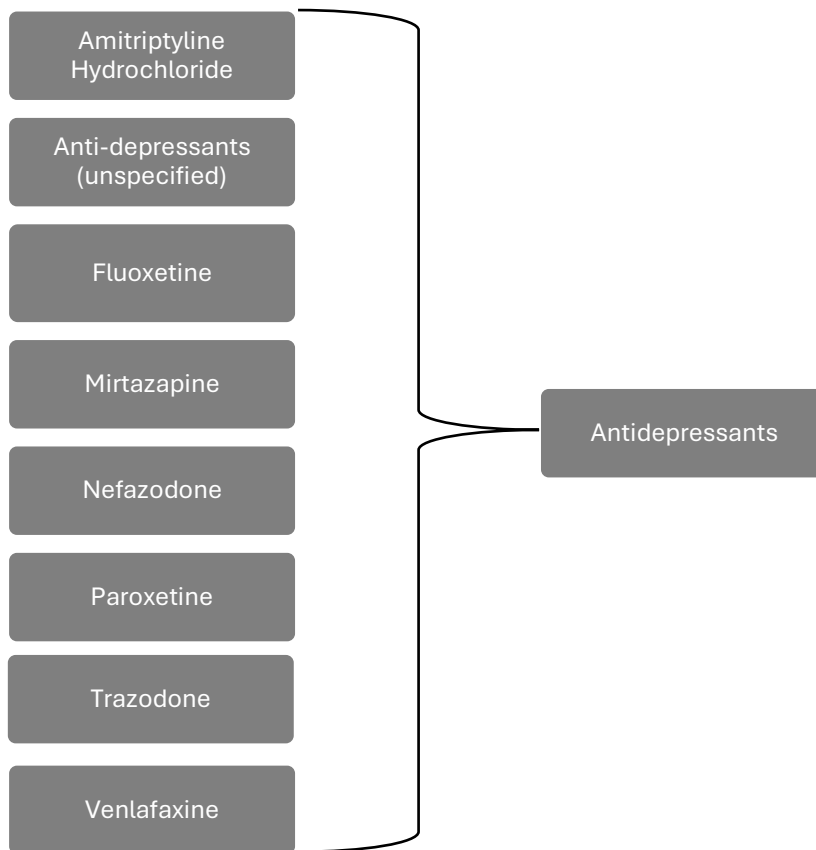 Amitriptyline
Hydrochloride
Anti-depressants
(unspecified)
Fluoxetine
Mirtazapine
Nefazodone
Antidepressants
Paroxetine
Trazodone
Venlafaxine